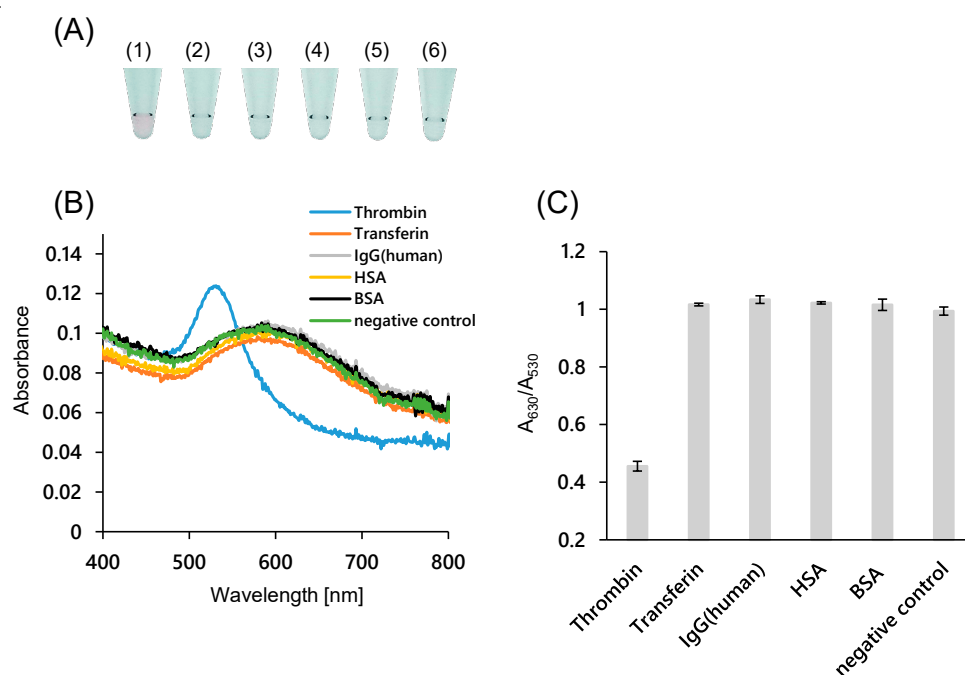 (A)
(1) (2) (3) (4) (5) (6)
(B)
Thrombin
Transferin
IgG(human)
HSA
BSA
negative control
0.14
0.12
0.1
0.08
0.06
0.04
0.02
0
Absorbance
400 500 600 700 800
Wavelength [nm]
(C)
1.2
1
0.8
0.6
0.4
0.2
A630/A530
Thrombin
Transferin
IgG(human)
HSA
BSA
negative control